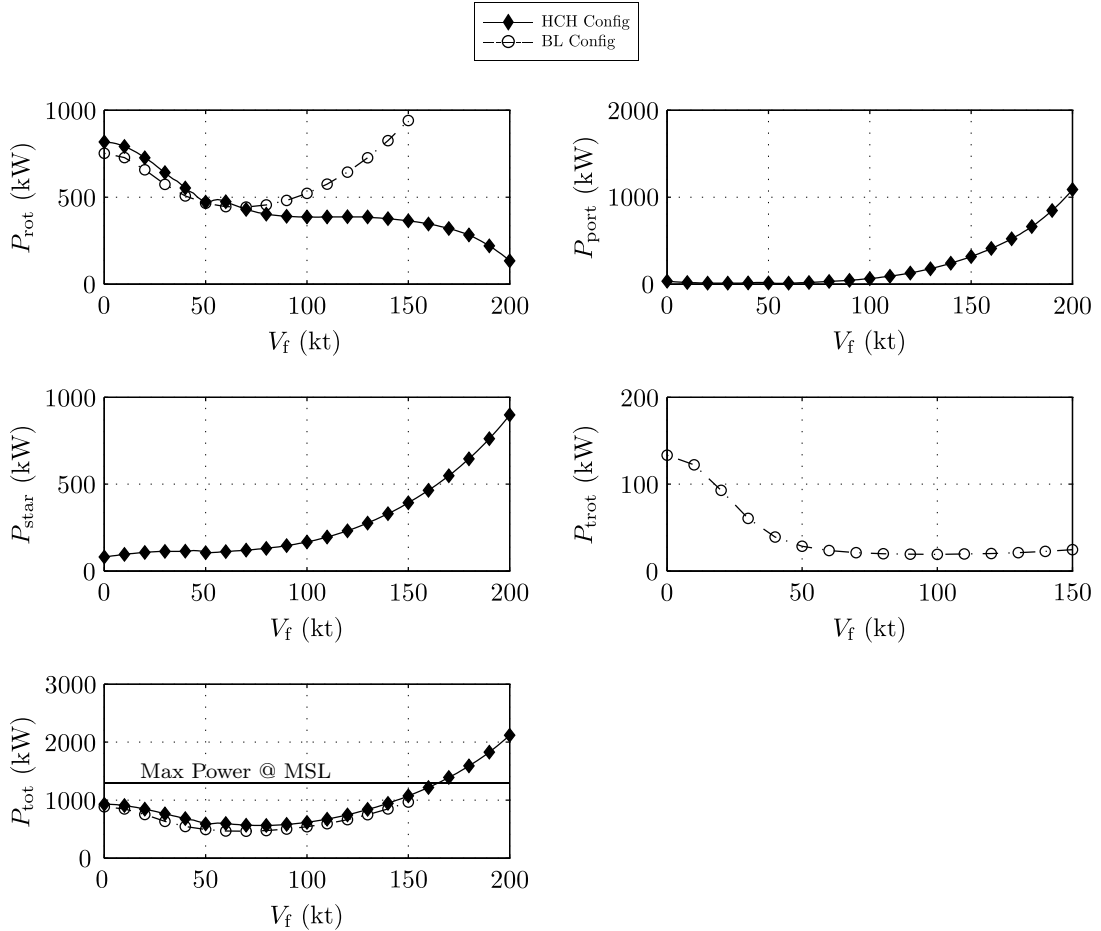 HCH Config
BL Config
1000
500
0
0 50 100 150 200
P_rot (kW)
V_f (kt)
2000
1000
0
0 50 100 150 200
P_port (kW)
V_f (kt)
1000
500
0
0 50 100 150 200
P_star (kW)
V_f (kt)
200
100
0
0 50 100 150
P_trot (kW)
V_f (kt)
3000
2000
1000
0
Max Power @ MSL
0 50 100 150 200
P_tot (kW)
V_f (kt)